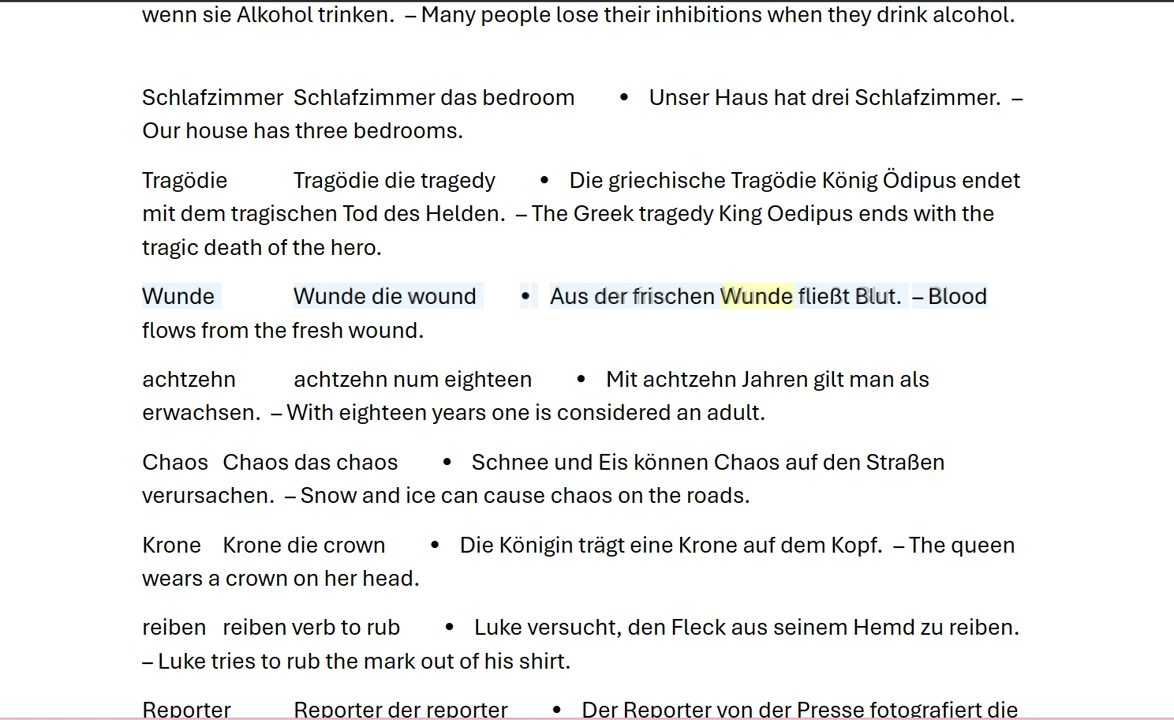 wenn sie Alkohol trinken. – Many people lose their inhibitions when they drink alcohol.
Schlafzimmer Schlafzimmer das bedroom • Unser Haus hat drei Schlafzimmer. –
Our house has three bedrooms.
Tragödie Tragödie die tragedy • Die griechische Tragödie König Ödipus endet
mit dem tragischen Tod des Helden. – The Greek tragedy King Oedipus ends with the
tragic death of the hero.
Wunde Wunde die wound • Aus der frischen Wunde fließt Blut. – Blood
flows from the fresh wound.
achtzehn achtzehn num eighteen • Mit achtzehn Jahren gilt man als
erwachsen. – With eighteen years one is considered an adult.
Chaos Chaos das chaos • Schnee und Eis können Chaos auf den Straßen
verursachen. – Snow and ice can cause chaos on the roads.
Krone Krone die crown • Die Königin trägt eine Krone auf dem Kopf. – The queen
wears a crown on her head.
reiben reiben verb to rub • Luke versucht, den Fleck aus seinem Hemd zu reiben.
– Luke tries to rub the mark out of his shirt.
Reporter Reporter der reporter • Der Reporter von der Presse fotografiert die